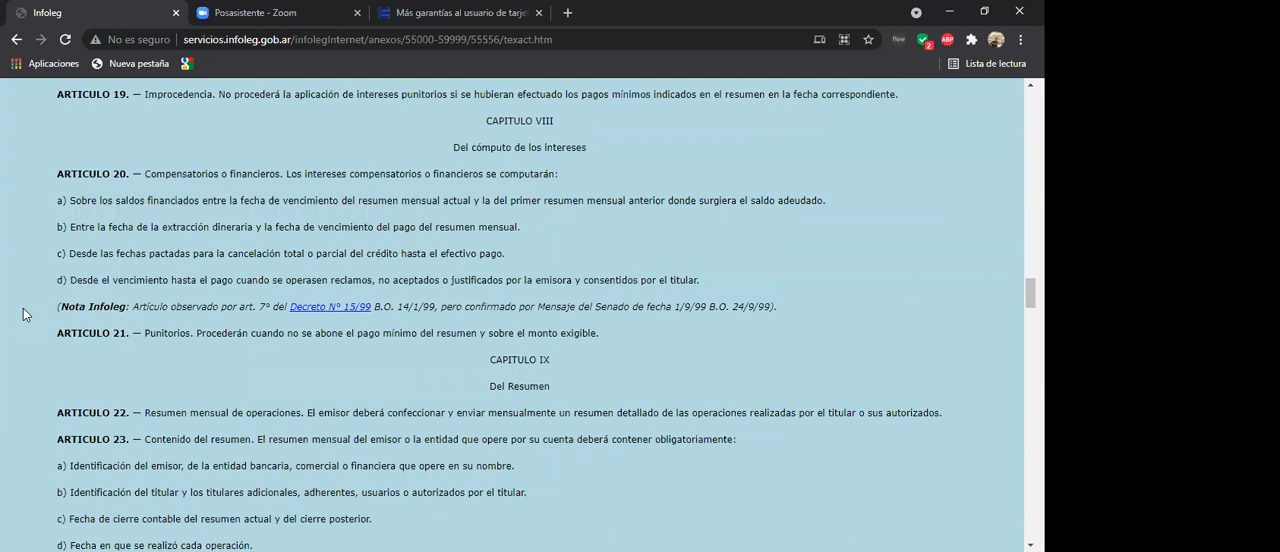 Infoleg
Posasistente - Zoom
Más garantías al usuario de tarje
No es seguro servicios.infoleg.gob.ar/infolegInternet/anexos/55000-59999/55556/texact.htm
flow
2
ABP
Aplicaciones
Nueva pestaña
Lista de lectura
ARTICULO 19. — Improcedencia. No procederá la aplicación de intereses punitorios si se hubieran efectuado los pagos mínimos indicados en el resumen en la fecha correspondiente.
CAPITULO VIII
Del cómputo de los intereses
ARTICULO 20. — Compensatorios o financieros. Los intereses compensatorios o financieros se computarán:
a) Sobre los saldos financiados entre la fecha de vencimiento del resumen mensual actual y la del primer resumen mensual anterior donde surgiera el saldo adeudado.
b) Entre la fecha de la extracción dineraria y la fecha de vencimiento del pago del resumen mensual.
c) Desde las fechas pactadas para la cancelación total o parcial del crédito hasta el efectivo pago.
d) Desde el vencimiento hasta el pago cuando se operasen reclamos, no aceptados o justificados por la emisora y consentidos por el titular.
(Nota Infoleg: Artículo observado por art. 7° del Decreto N° 15/99 B.O. 14/1/99, pero confirmado por Mensaje del Senado de fecha 1/9/99 B.O. 24/9/99).
ARTICULO 21. — Punitorios. Procederán cuando no se abone el pago mínimo del resumen y sobre el monto exigible.
CAPITULO IX
Del Resumen
ARTICULO 22. — Resumen mensual de operaciones. El emisor deberá confeccionar y enviar mensualmente un resumen detallado de las operaciones realizadas por el titular o sus autorizados.
ARTICULO 23. — Contenido del resumen. El resumen mensual del emisor o la entidad que opere por su cuenta deberá contener obligatoriamente:
a) Identificación del emisor, de la entidad bancaria, comercial o financiera que opere en su nombre.
b) Identificación del titular y los titulares adicionales, adherentes, usuarios o autorizados por el titular.
c) Fecha de cierre contable del resumen actual y del cierre posterior.
d) Fecha en que se realizó cada operación.